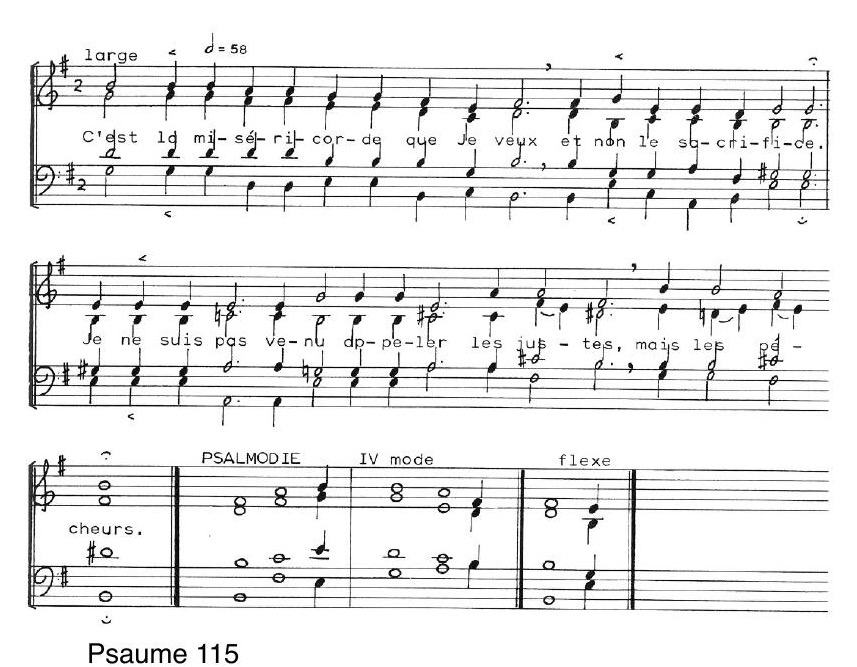 large < 𝅗𝅥 = 58 <
C'est la mi-sé-ri-cor-de que Je veux et non le sa-cri-fi-ce.
< <
<
Je ne suis pas ve-nu ap-pe-ler les jus - tes, mais les pé -
<
PSALMODIE IV mode flexe
cheurs.
Psaume 115